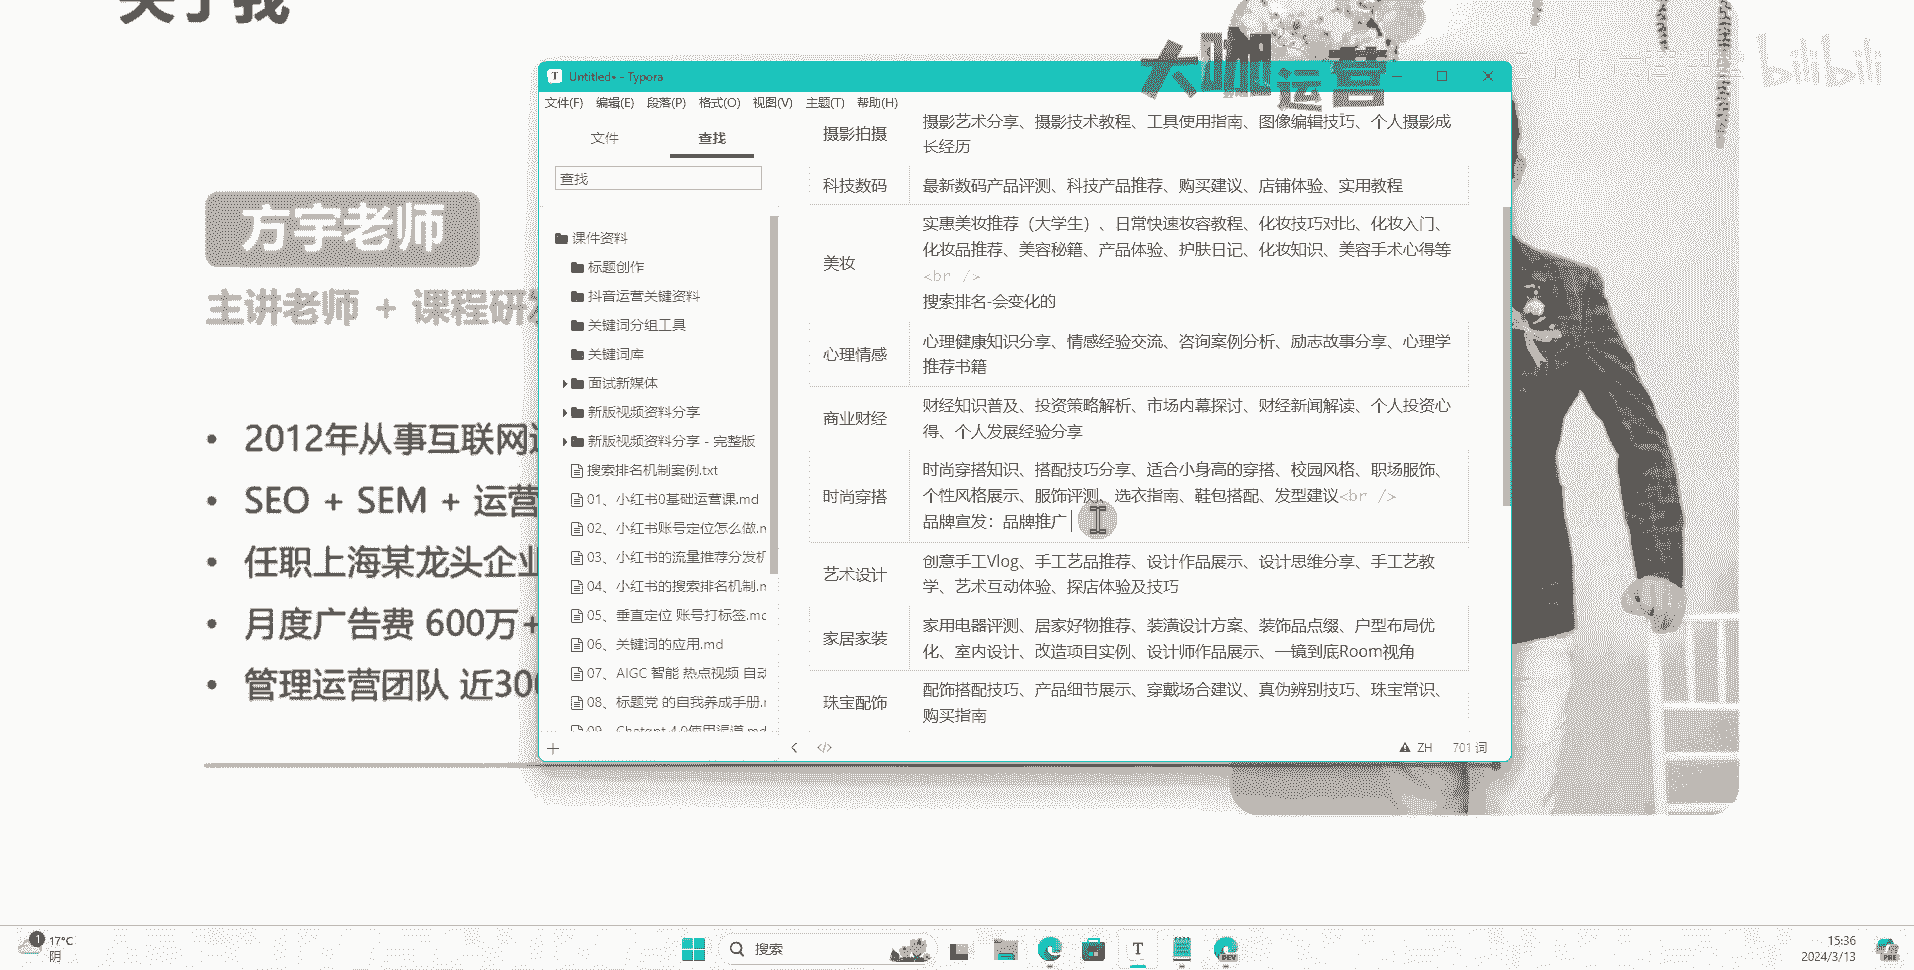 关于我
大咖运营
bilibili
方宇老师
主讲老师 + 课程研发
2012年从事互联网
SEO + SEM + 运营
任职上海某龙头企业
月度广告费 600万+
管理运营团队 近300
Untitled• - Typora
文件(F) 编辑(E) 段落(P) 格式(O) 视图(V) 主题(T) 帮助(H)
文件 查找
查找
课件资料
标题创作
抖音运营关键资料
关键词分组工具
关键词库
面试新媒体
新版视频资料分享
新版视频资料分享 - 完整版
搜索排名机制案例.txt
01、小红书0基础运营课.md
02、小红书账号定位怎么做.m
03、小红书的流量推荐分发机
04、小红书的搜索排名机制.m
05、垂直定位 账号打标签.md
06、关键词的应用.md
07、AIGC 智能 热点视频 自动
08、标题党 的自我养成手册.m
09、Chatgpt 4.0使用渠道.md
摄影拍摄
摄影艺术分享、摄影技术教程、工具使用指南、图像编辑技巧、个人摄影成
长经历
科技数码
最新数码产品评测、科技产品推荐、购买建议、店铺体验、实用教程
美妆
实惠美妆推荐（大学生）、日常快速妆容教程、化妆技巧对比、化妆入门、
化妆品推荐、美容秘籍、产品体验、护肤日记、化妆知识、美容手术心得等
<br />
搜索排名-会变化的
心理情感
心理健康知识分享、情感经验交流、咨询案例分析、励志故事分享、心理学
推荐书籍
商业财经
财经知识普及、投资策略解析、市场内幕探讨、财经新闻解读、个人投资心
得、个人发展经验分享
时尚穿搭
时尚穿搭知识、搭配技巧分享、适合小身高的穿搭、校园风格、职场服饰、
个性风格展示、服饰评测、选衣指南、鞋包搭配、发型建议<br />
品牌宣发：品牌推广
艺术设计
创意手工Vlog、手工艺品推荐、设计作品展示、设计思维分享、手工艺教
学、艺术互动体验、探店体验及技巧
家居家装
家用电器评测、居家好物推荐、装潢设计方案、装饰品点缀、户型布局优
化、室内设计、改造项目实例、设计师作品展示、一镜到底Room视角
珠宝配饰
配饰搭配技巧、产品细节展示、穿戴场合建议、真伪辨别技巧、珠宝常识、
购买指南
ZH 701 词
1 17°C
阴
搜索
DEV
15:36
2024/3/13
PRE